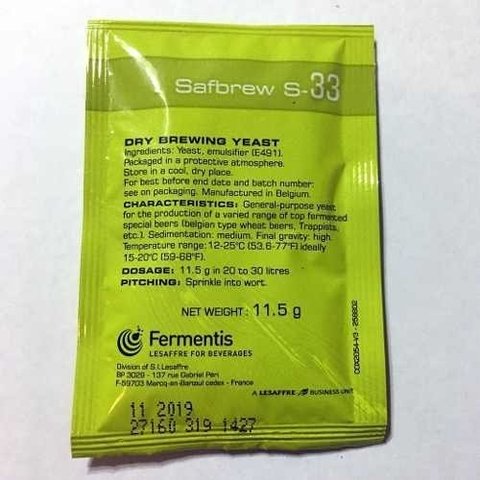 Safbrew S-33
DRY BREWING YEAST
Ingredients: Yeast, emulsifier (E491).
Packaged in a protective atmosphere.
Store in a cool, dry place.
For best before end date and batch number:
see on packaging. Manufactured in Belgium.
CHARACTERISTICS: General-purpose yeast
for the production of a varied range of top fermented
special beers (belgian type wheat beers, Trappists,
etc.). Sedimentation: medium. Final gravity: high.
Temperature range: 12-25°C (53.6-77°F) ideally
15-20°C (59-68°F).
DOSAGE: 11.5 g in 20 to 30 litres
PITCHING: Sprinkle into wort.
NET WEIGHT: 11.5 g
Fermentis
LESAFFRE FOR BEVERAGES
Division of S.I.Lesaffre
BP 3029 - 137 rue Gabriel Péri
F-59703 Marcq-en-Barœul cedex - France
A LESAFFRE BUSINESS UNIT
11 2019
27160 319 1427